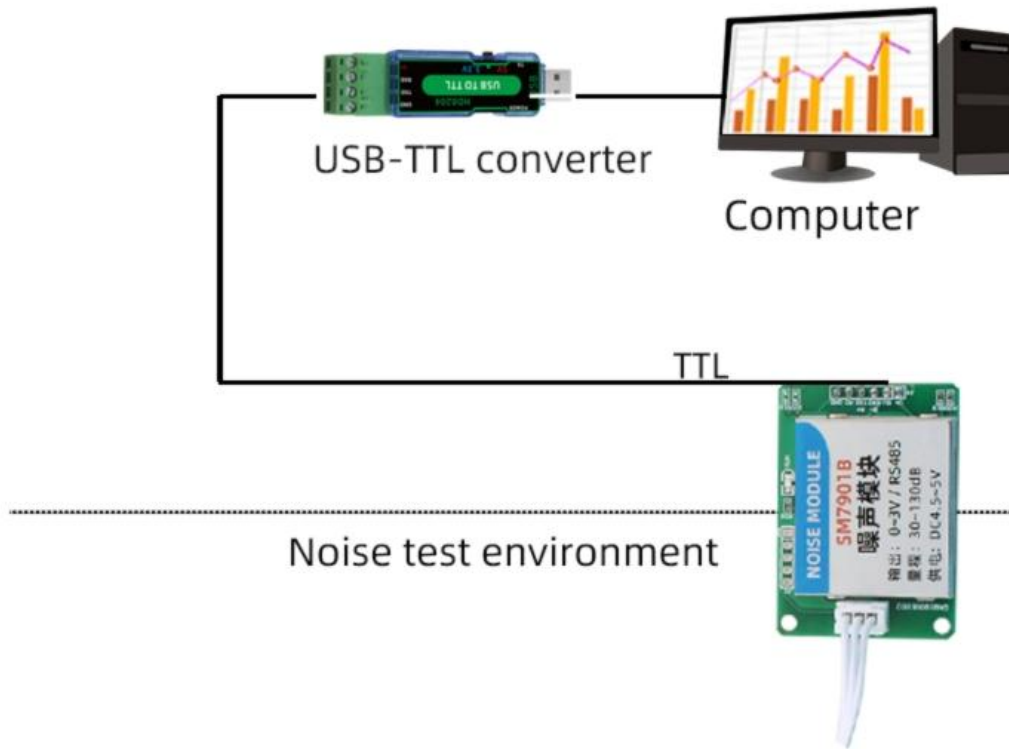 USB TO TTL
USB-TTL converter
Computer
TTL
NOISE MODULE
SM7901B
噪声模块
输出：0~3V / RS485
量程：30-130dB
供电：DC4.5~5V
Noise test environment